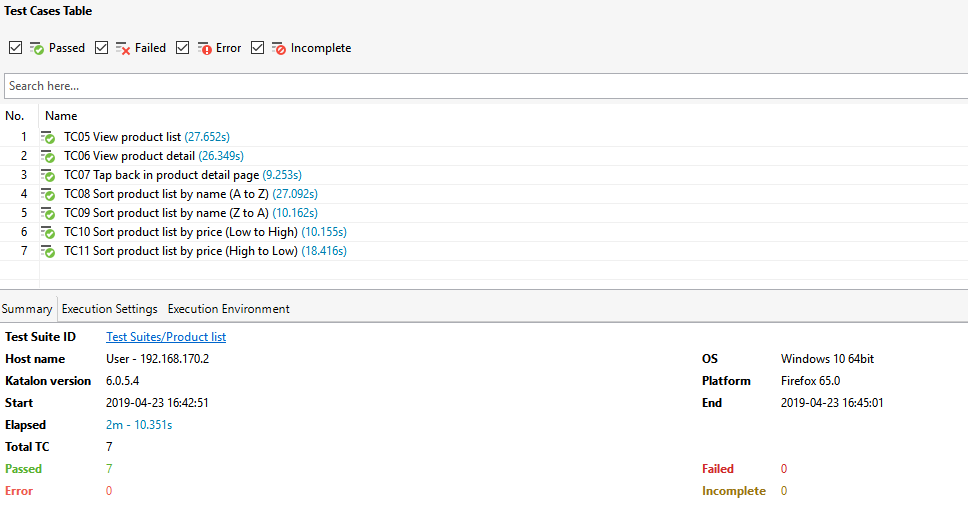 Test Cases Table
Passed Failed Error Incomplete
Search here...
No. Name
1 TC05 View product list (27.652s)
2 TC06 View product detail (26.349s)
3 TC07 Tap back in product detail page (9.253s)
4 TC08 Sort product list by name (A to Z) (27.092s)
5 TC09 Sort product list by name (Z to A) (10.162s)
6 TC10 Sort product list by price (Low to High) (10.155s)
7 TC11 Sort product list by price (High to Low) (18.416s)
Summary Execution Settings Execution Environment
Test Suite ID Test Suites/Product list
Host name User - 192.168.170.2 OS Windows 10 64bit
Katalon version 6.0.5.4 Platform Firefox 65.0
Start 2019-04-23 16:42:51 End 2019-04-23 16:45:01
Elapsed 2m - 10.351s
Total TC 7
Passed 7 Failed 0
Error 0 Incomplete 0